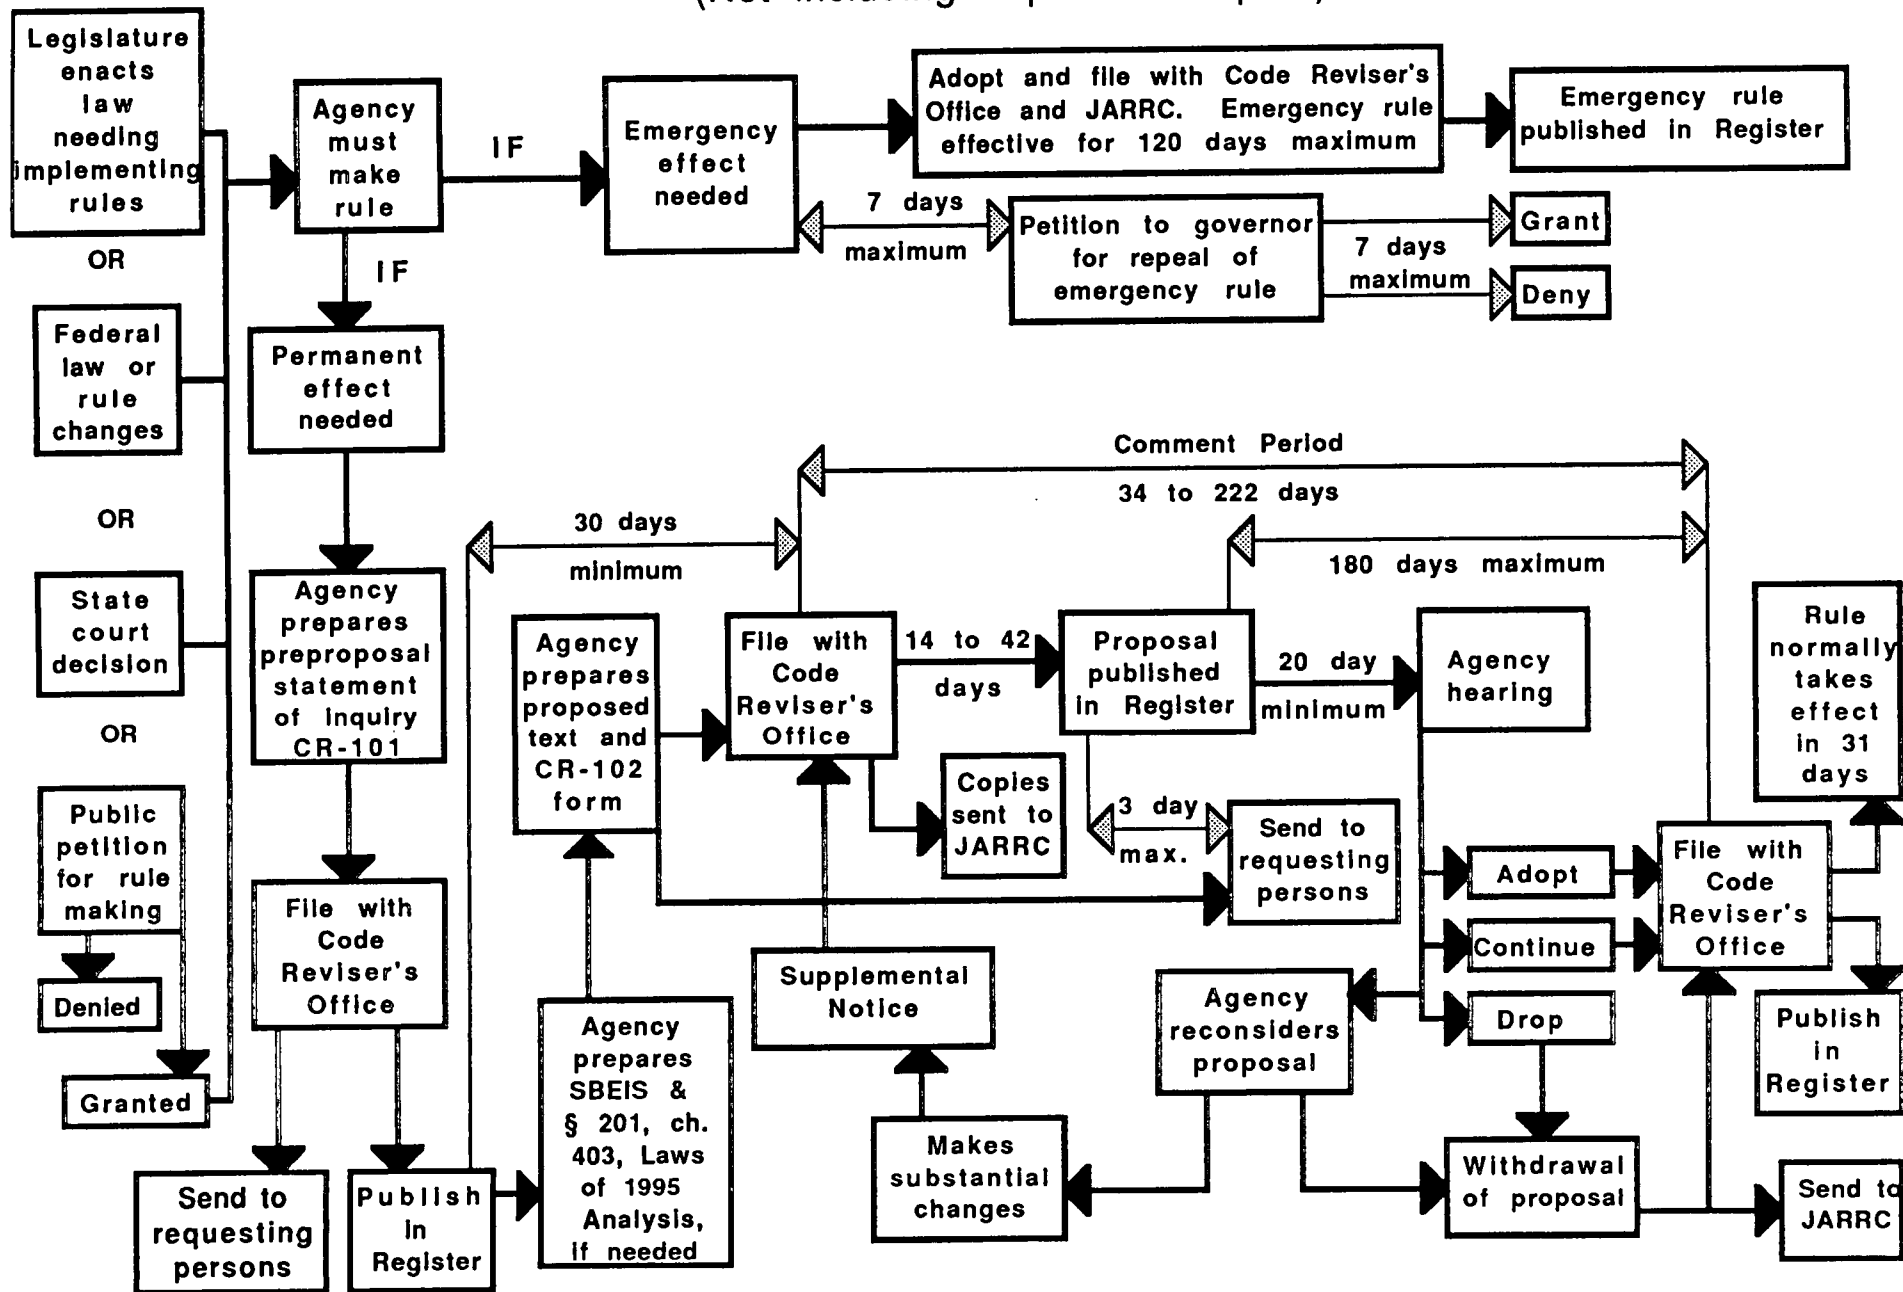 Legislature
enacts
law
needing
implementing
rules
OR
Federal
law or
rule
changes
OR
State
court
decision
OR
Public
petition
for rule
making
Denied
Granted
Agency
must
make
rule
IF
IF
Emergency
effect
needed
Adopt and file with Code Reviser's
Office and JARRC. Emergency rule
effective for 120 days maximum
Emergency rule
published in Register
7 days
maximum
Petition to governor
for repeal of
emergency rule
7 days
maximum
Grant
Deny
Permanent
effect
needed
Agency
prepares
preproposal
statement
of inquiry
CR-101
File with
Code
Reviser's
Office
Send to
requesting
persons
Publish
in
Register
30 days
minimum
Agency
prepares
SBEIS &
§ 201, ch.
403, Laws
of 1995
Analysis,
if needed
Agency
prepares
proposed
text and
CR-102
form
File with
Code
Reviser's
Office
Comment Period
34 to 222 days
14 to 42
days
Copies
sent to
JARRC
Proposal
published
in Register
180 days maximum
20 day
minimum
3 day
max.
Send to
requesting
persons
Agency
hearing
Adopt
Continue
Drop
Agency
reconsiders
proposal
Supplemental
Notice
Makes
substantial
changes
Withdrawal
of proposal
File with
Code
Reviser's
Office
Rule
normally
takes
effect
in 31
days
Publish
in
Register
Send to
JARRC